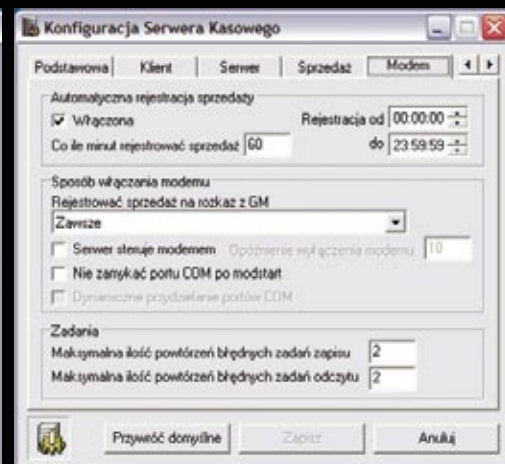 Konfiguracja Serwera Kasowego
Podstawowa Klient Serwer Sprzedaż Modem
Automatyczna rejestracja sprzedaży
Włączona Rejestracja od 00:00:00
Co ile minut rejestrować sprzedaż 60 do 23:59:59
Sposób włączania modemu
Rejestrować sprzedaż na rozkaz z GM
Zawsze
Serwer steruje modemem Opóźnienie wyłączenia modemu 10
Nie zamykać portu COM po modstart
Dynamiczne przydzielanie portów COM
Zadania
Maksymalna ilość powtórzeń błędnych zadań zapisu 2
Maksymalna ilość powtórzeń błędnych zadań odczytu 2
Przywróć domyślne Zapisz Anuluj